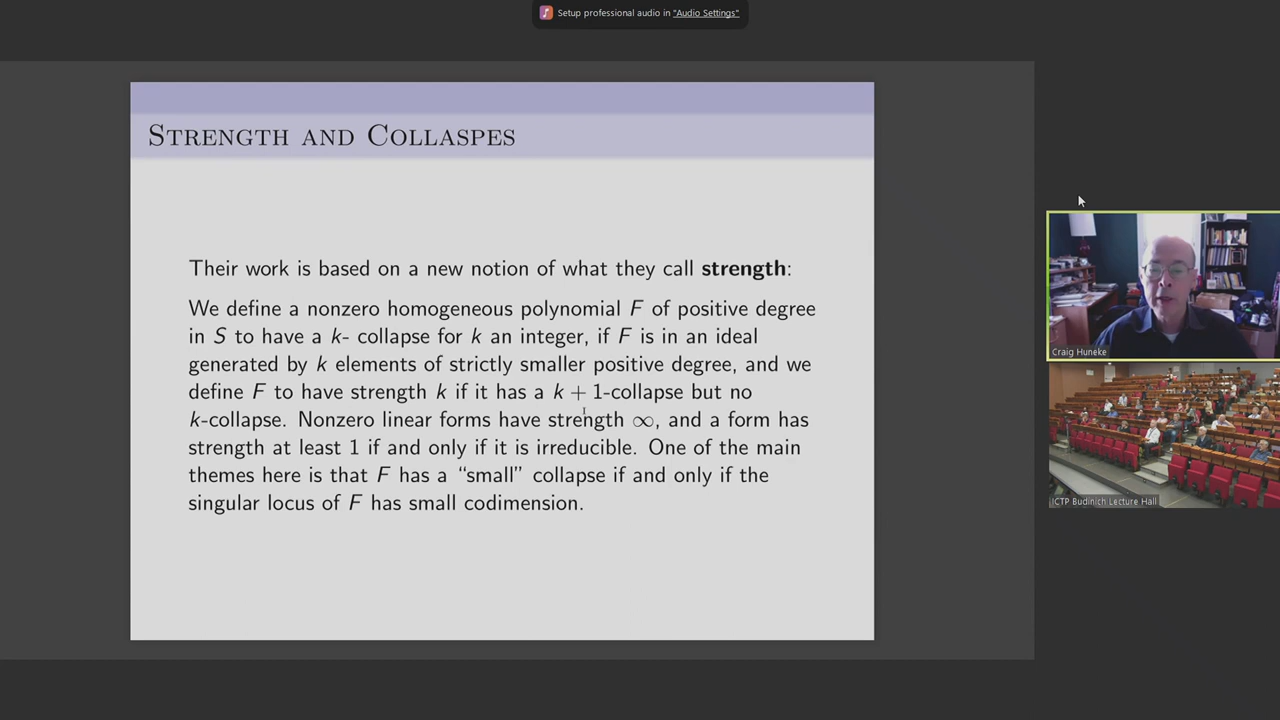 Setup professional audio in "Audio Settings"
Strength and Collaspes
Their work is based on a new notion of what they call strength:
We define a nonzero homogeneous polynomial F of positive degree
in S to have a k- collapse for k an integer, if F is in an ideal
generated by k elements of strictly smaller positive degree, and we
define F to have strength k if it has a k + 1-collapse but no
k-collapse. Nonzero linear forms have strength ∞, and a form has
strength at least 1 if and only if it is irreducible. One of the main
themes here is that F has a “small” collapse if and only if the
singular locus of F has small codimension.
Craig Huneke
ICTP Budinich Lecture Hall